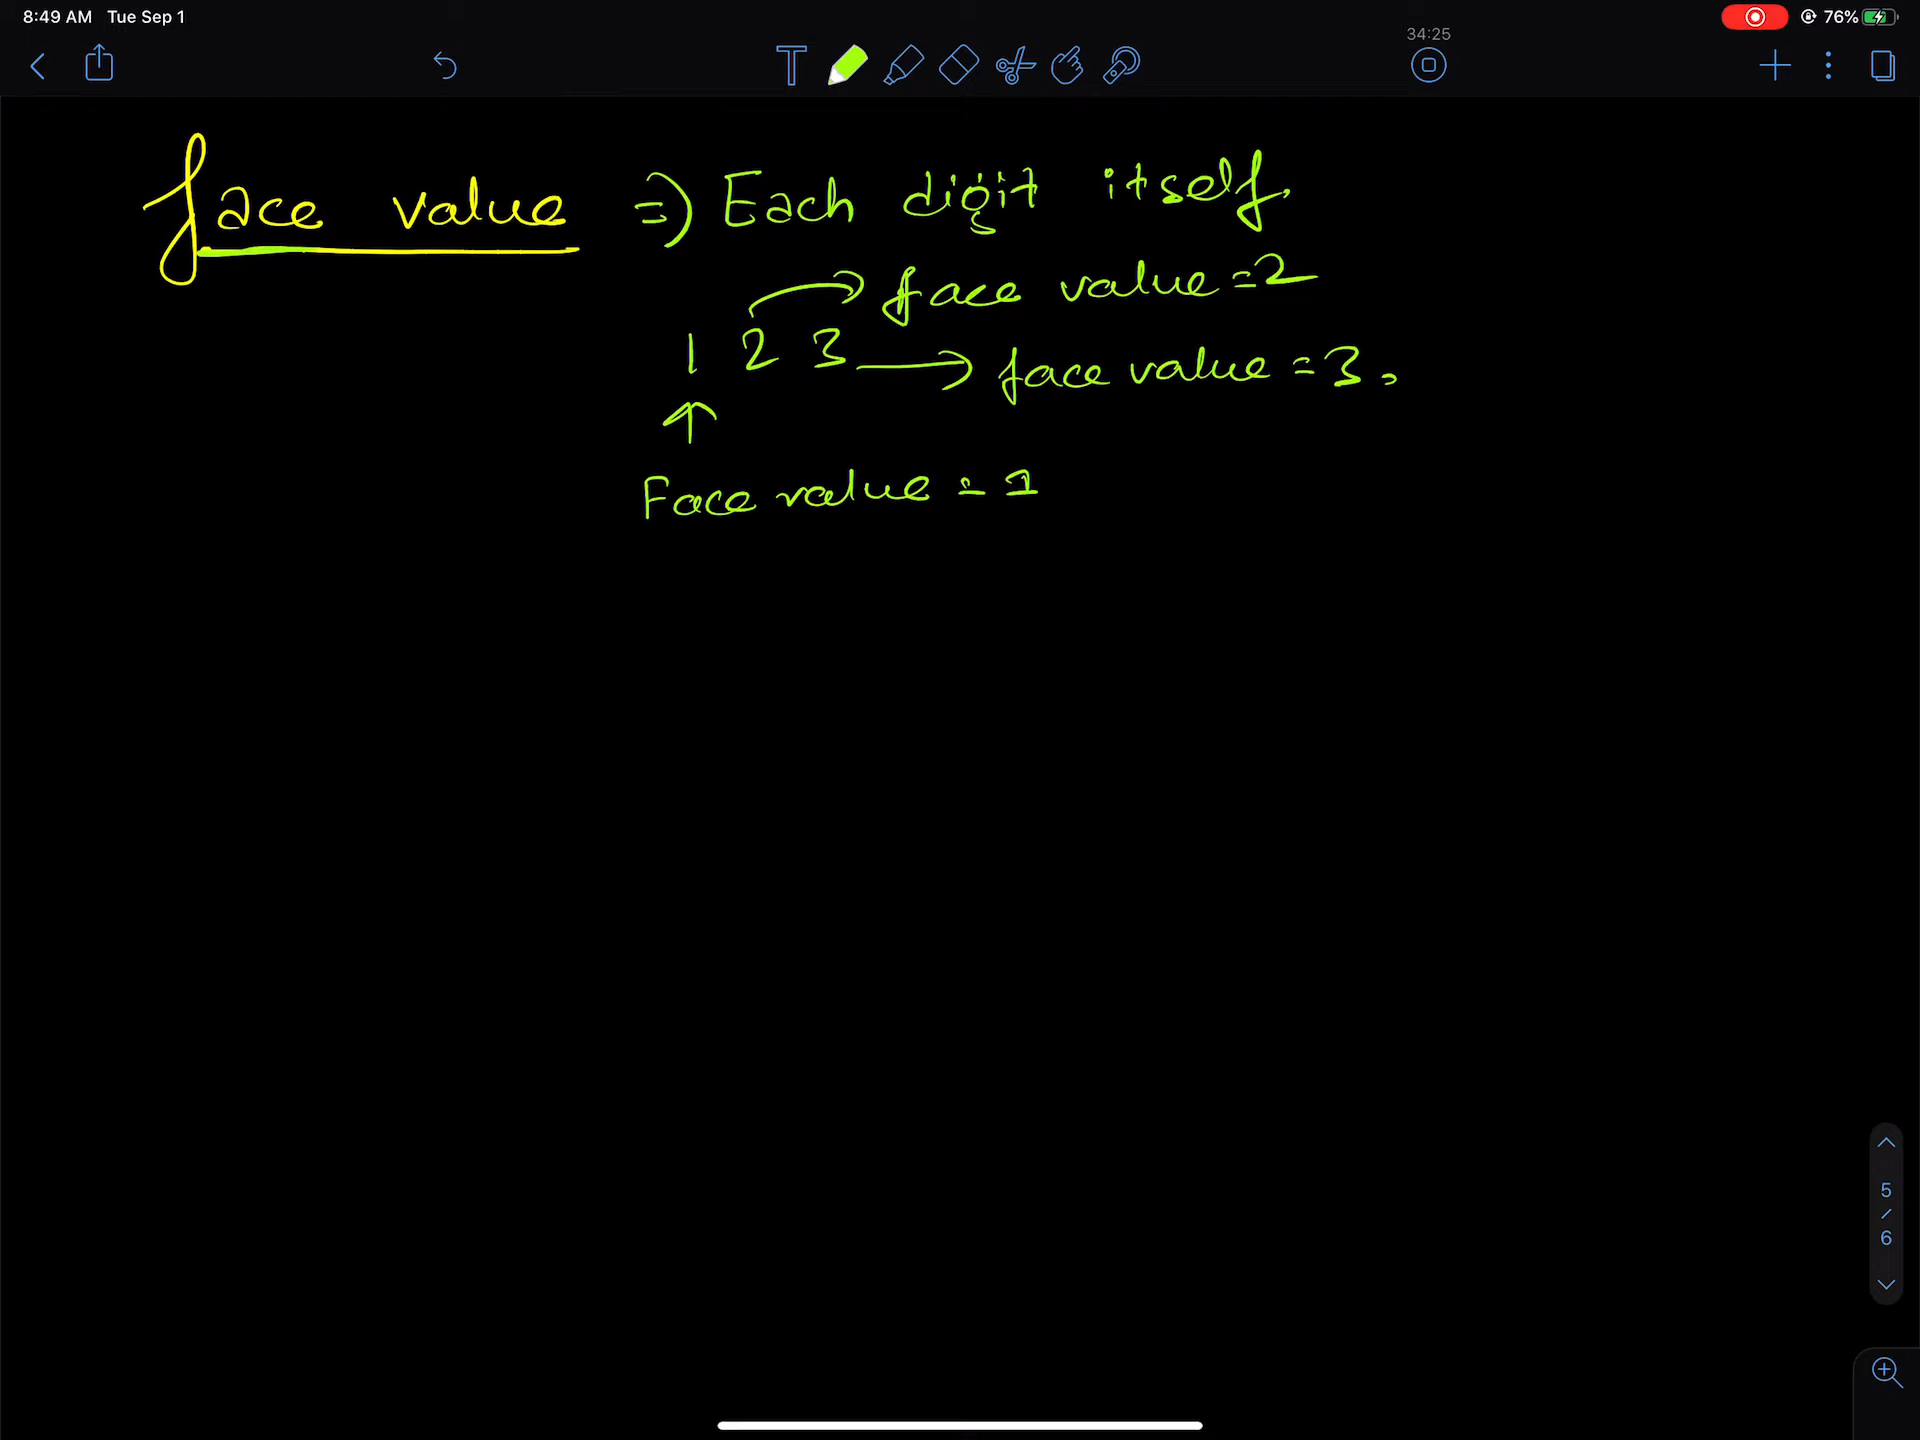 8:49 AM Tue Sep 1
76%
34:25
face value => Each digit itself.
face value = 2
1 2 3 → face value = 3,
↑
Face value = 1
5
/
6